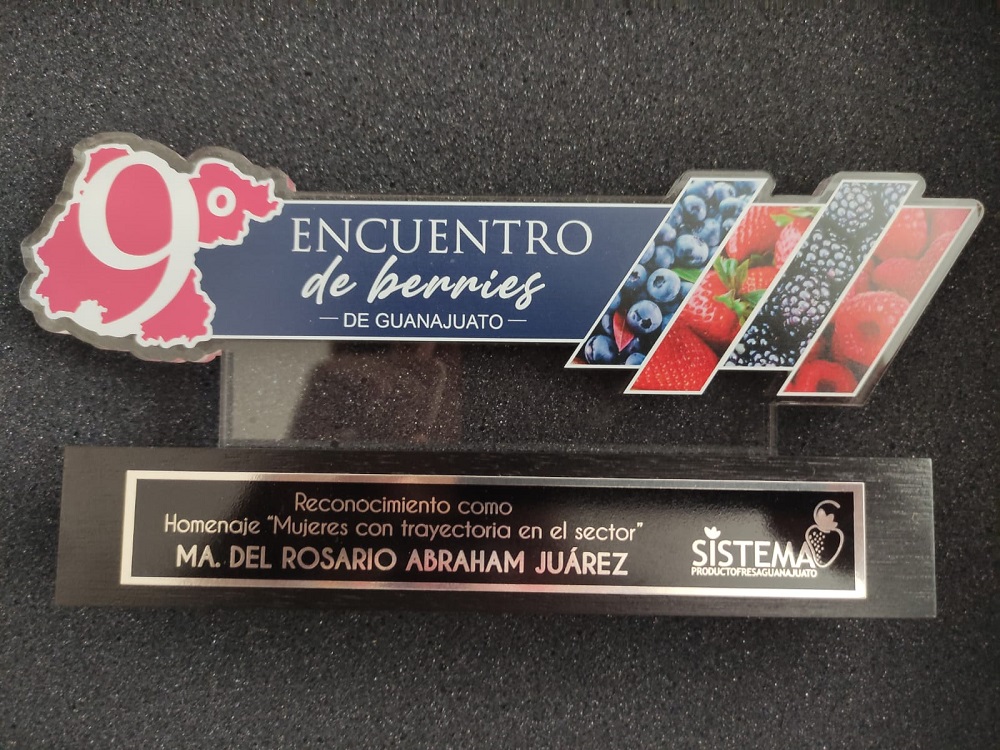 9º
ENCUENTRO
de berries
DE GUANAJUATO
Reconocimiento como
Homenaje "Mujeres con trayectoria en el sector"
MA. DEL ROSARIO ABRAHAM JUÁREZ
SISTEMA
PRODUCTOFRESAGUANAJUATO